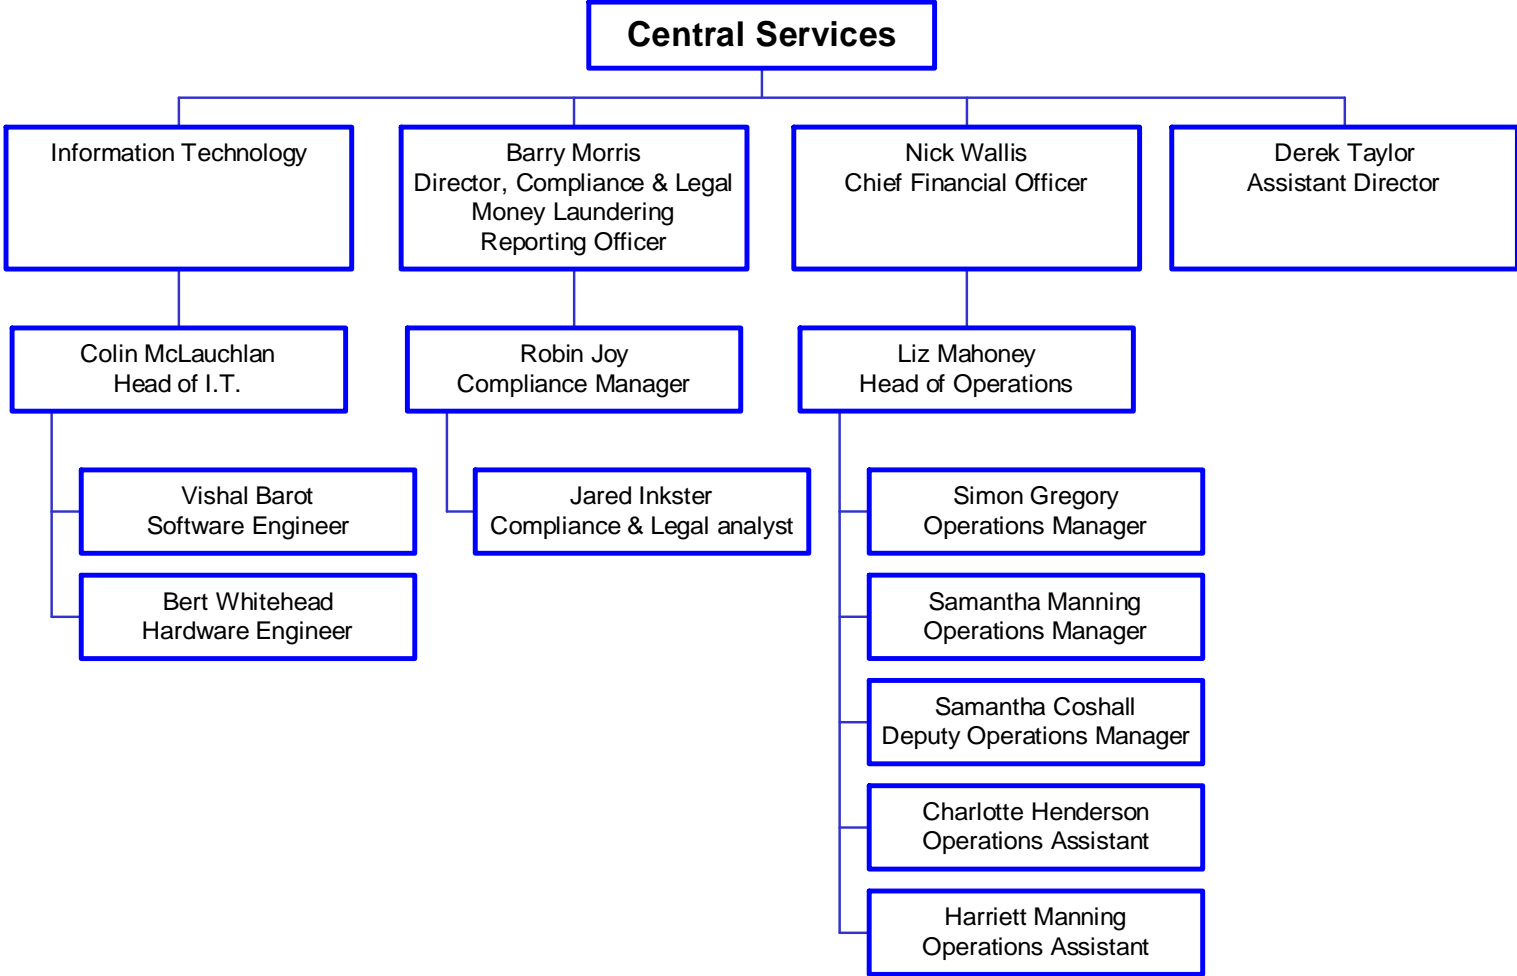 Central Services
Information Technology
Barry Morris
Director, Compliance & Legal
Money Laundering
Reporting Officer
Nick Wallis
Chief Financial Officer
Derek Taylor
Assistant Director
Colin McLauchlan
Head of I.T.
Robin Joy
Compliance Manager
Liz Mahoney
Head of Operations
Vishal Barot
Software Engineer
Jared Inkster
Compliance & Legal analyst
Simon Gregory
Operations Manager
Bert Whitehead
Hardware Engineer
Samantha Manning
Operations Manager
Samantha Coshall
Deputy Operations Manager
Charlotte Henderson
Operations Assistant
Harriett Manning
Operations Assistant